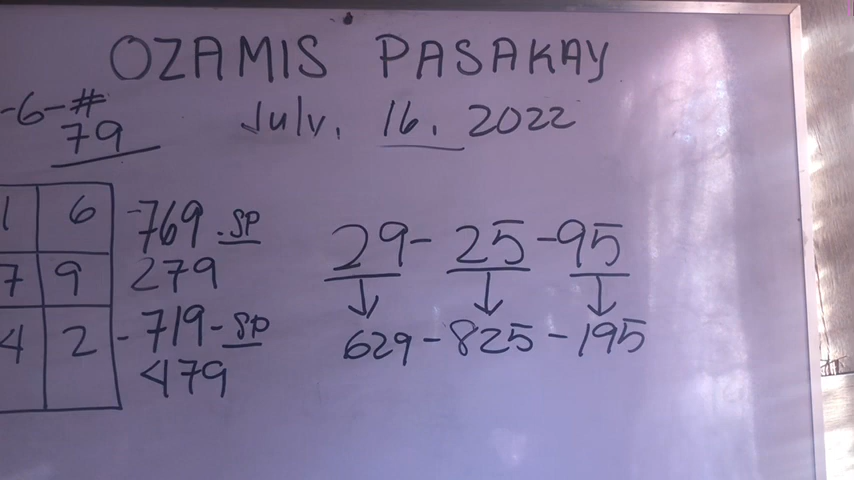 OZAMIS PASAKAY
-6-#
79
July. 16. 2022
1 6 -769-SP
279
7 9
4 2 -719-SP
479
29-25-95
629-825-195